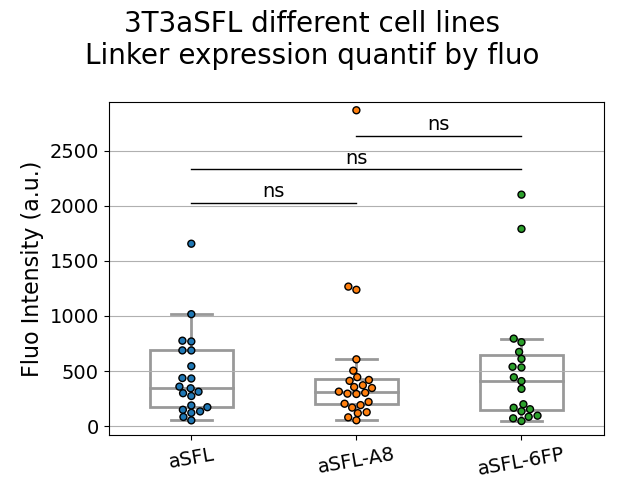 3T3aSFL different cell lines
Linker expression quantif by fluo
Fluo Intensity (a.u.)
2500
2000
1500
1000
500
0
ns
ns
ns
aSFL
aSFL-A8
aSFL-6FP